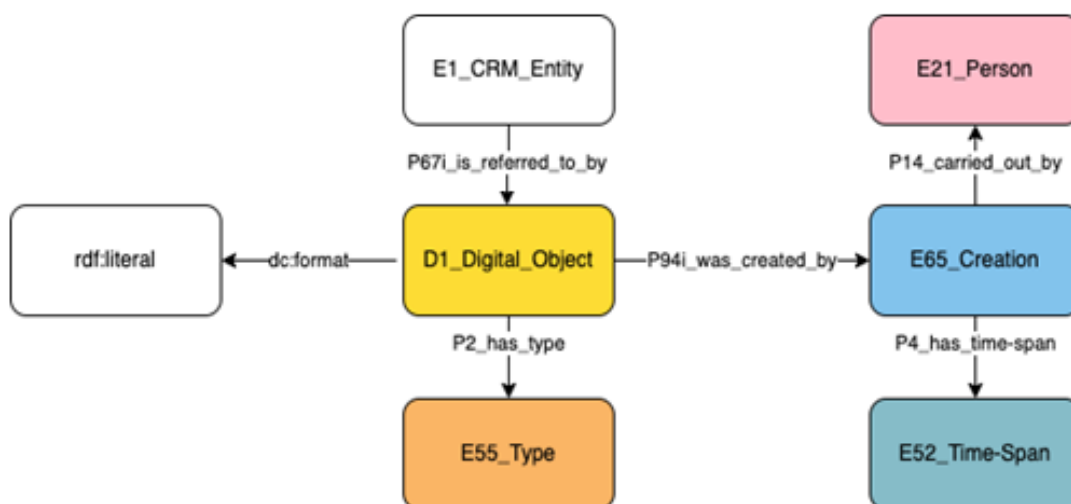 E1_CRM_Entity
E21_Person
P67i_is_referred_to_by
P14_carried_out_by
rdf:literal
dc:format
D1_Digital_Object
P94i_was_created_by
E65_Creation
P2_has_type
P4_has_time-span
E55_Type
E52_Time-Span